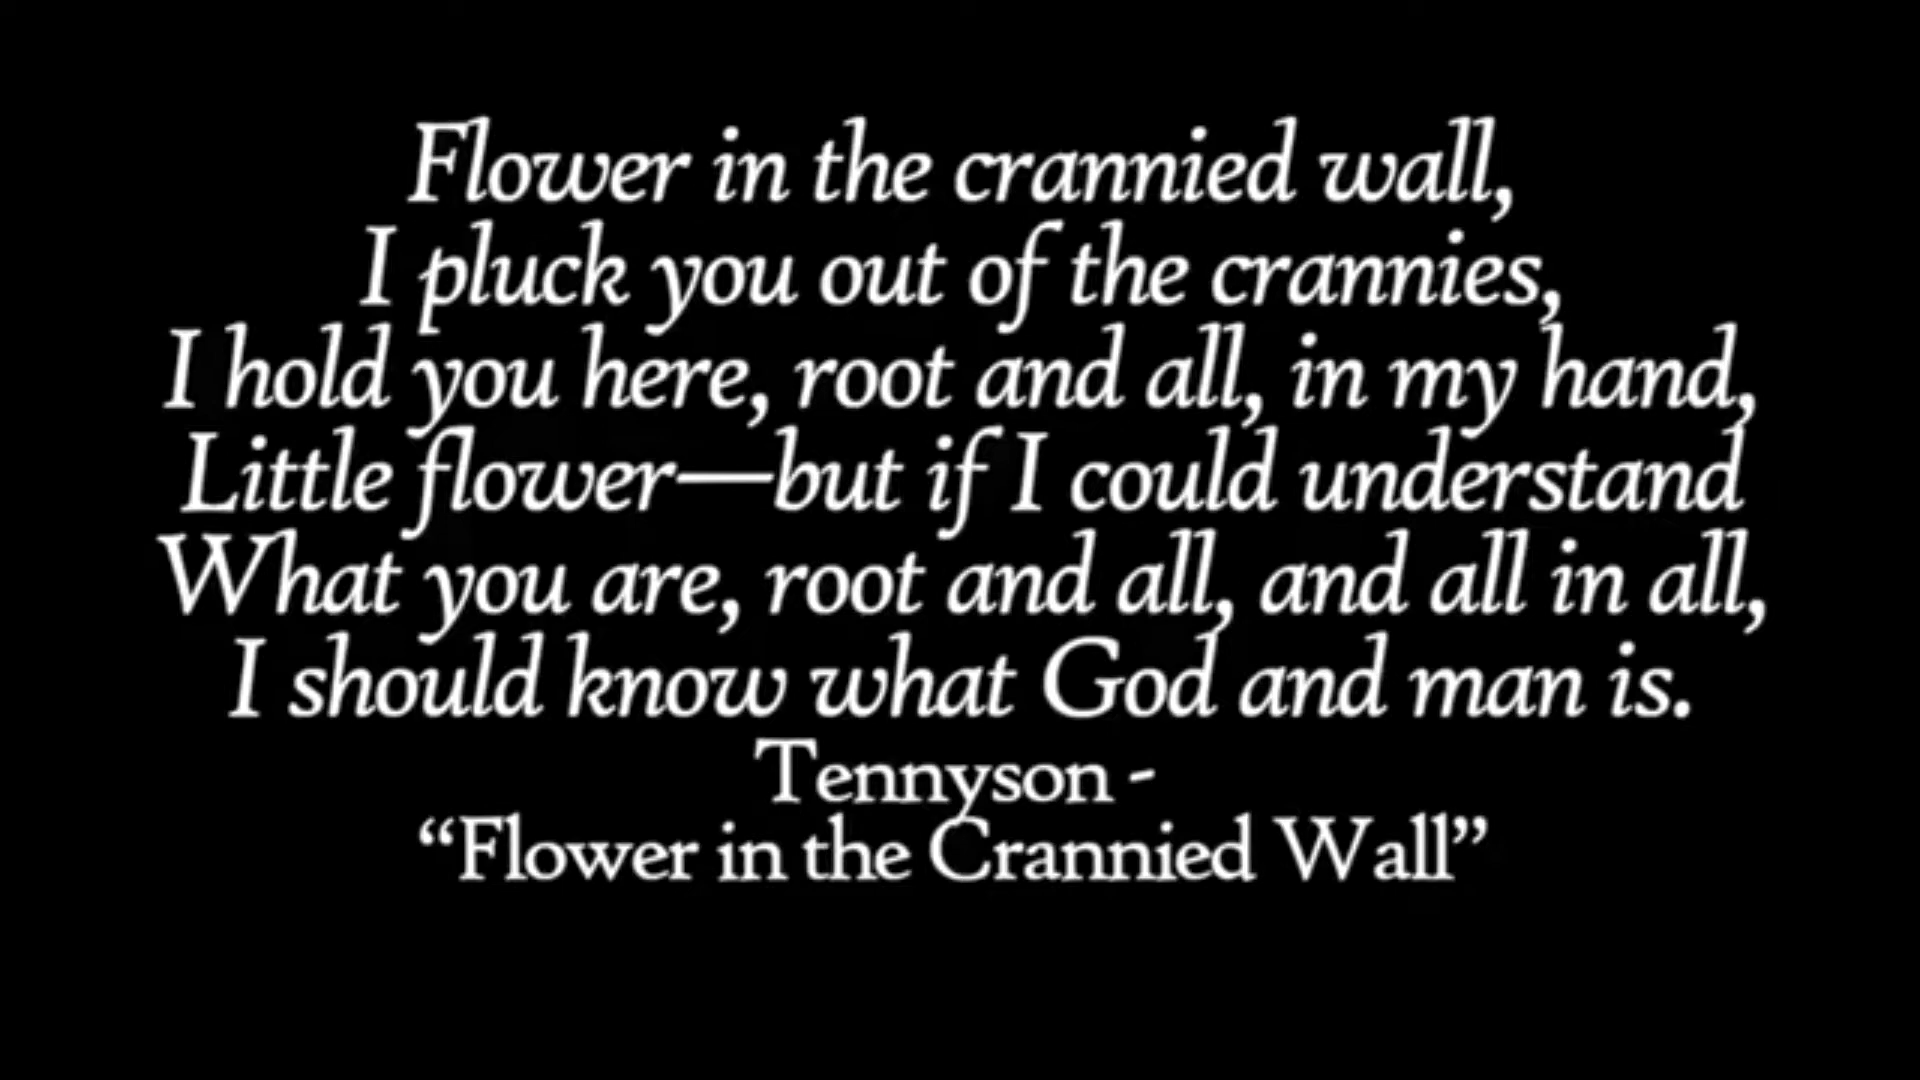 Flower in the crannied wall,
I pluck you out of the crannies,
I hold you here, root and all, in my hand,
Little flower—but if I could understand
What you are, root and all, and all in all,
I should know what God and man is.
Tennyson -
“Flower in the Crannied Wall”